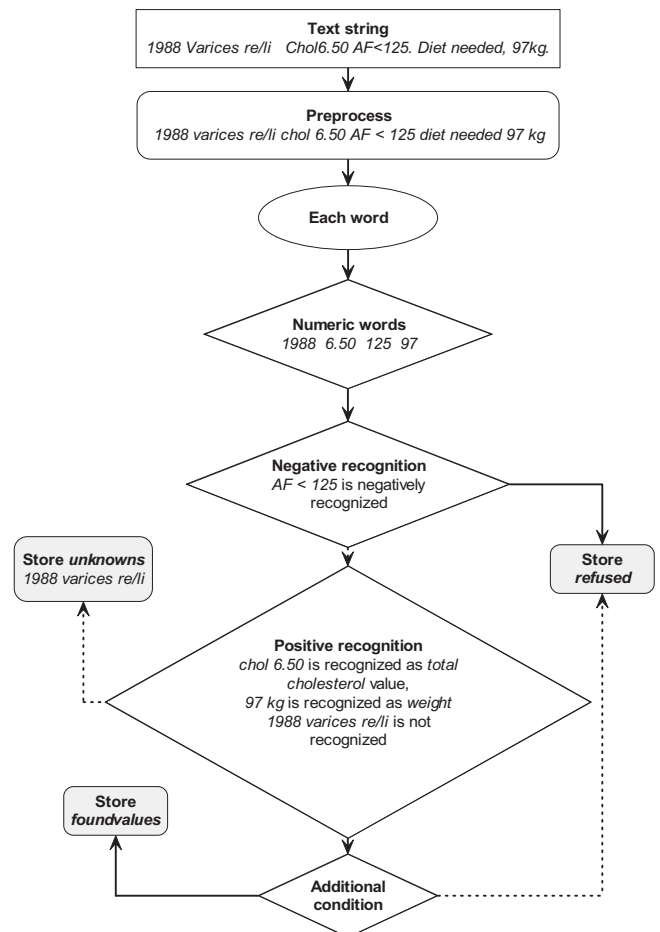 Text string
1988 Varices re/li Chol6.50 AF<125. Diet needed, 97kg.
Preprocess
1988 varices re/li chol 6.50 AF < 125 diet needed 97 kg
Each word
Numeric words
1988 6.50 125 97
Negative recognition
AF < 125 is negatively
recognized
Store unknowns
1988 varices re/li
Store
refused
Positive recognition
chol 6.50 is recognized as total
cholesterol value,
97 kg is recognized as weight
1988 varices re/li is not
recognized
Store
foundvalues
Additional
condition